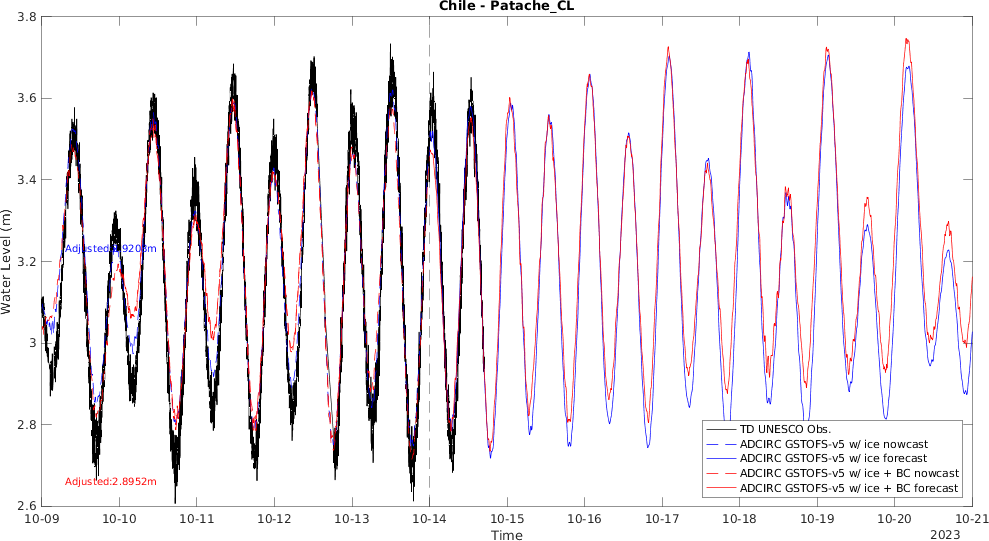 Chile - Patache_CL
3.8
3.6
3.4
3.2
3
2.8
2.6
Water Level (m)
Adjusted:2.8952m
TD UNESCO Obs.
ADCIRC GSTOFS-v5 w/ ice nowcast
ADCIRC GSTOFS-v5 w/ ice forecast
ADCIRC GSTOFS-v5 w/ ice + BC nowcast
ADCIRC GSTOFS-v5 w/ ice + BC forecast
10-09 10-10 10-11 10-12 10-13 10-14 10-15 10-16 10-17 10-18 10-19 10-20 10-21
Time
2023